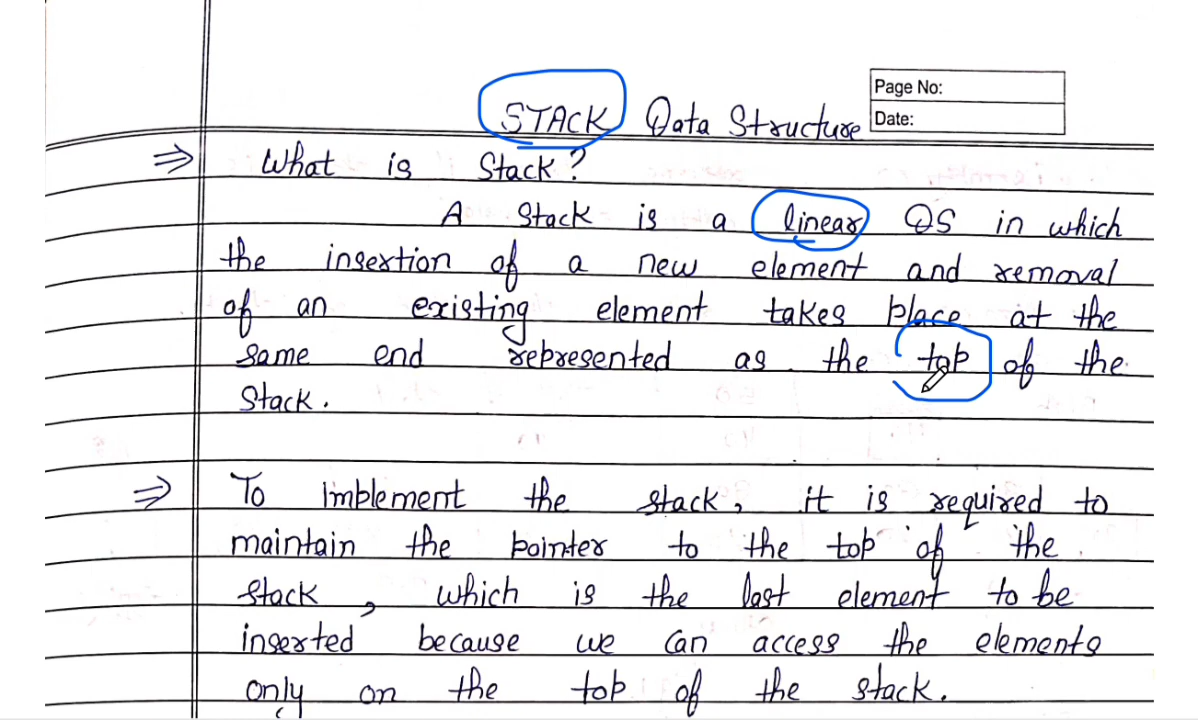 Page No:
STACK Data Structure Date:
⇒ What is Stack?
A Stack is a linear DS in which
the insertion of a new element and removal
of an existing element takes place at the
same end represented as the top of the
Stack.
⇒ To implement the stack, it is required to
maintain the pointer to the top of the
stack, which is the last element to be
inserted because we can access the elements
only on the top of the stack.